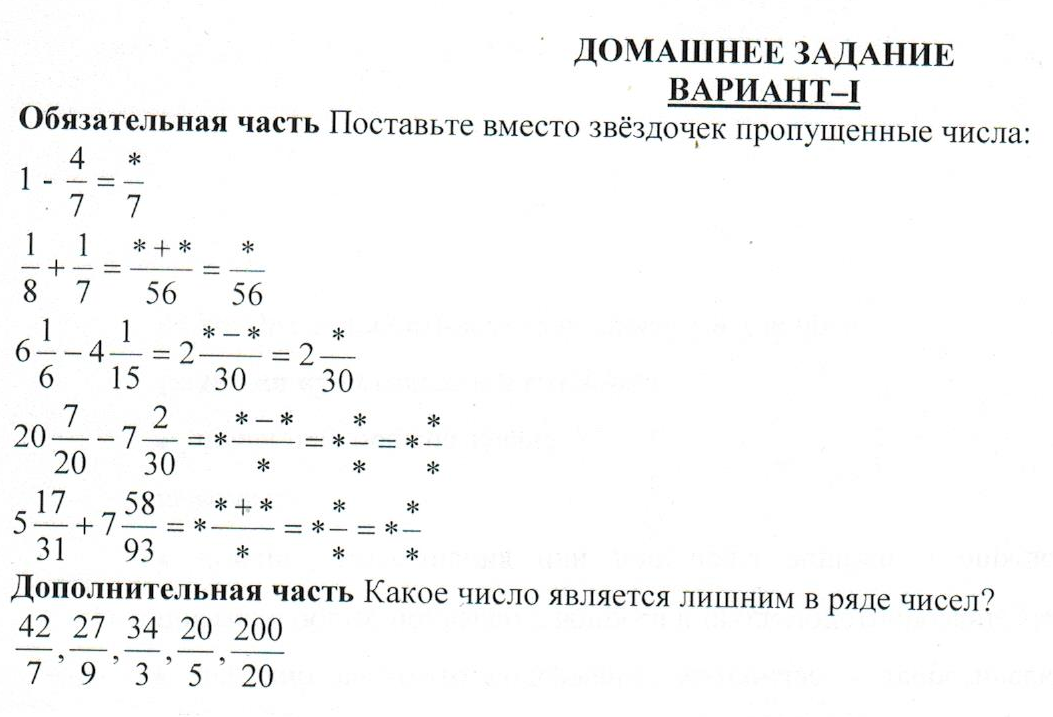 ДОМАШНЕЕ ЗАДАНИЕ
ВАРИАНТ–I
Обязательная часть Поставьте вместо звёздочек пропущенные числа:
1 - 4/7 = */7
1/8 + 1/7 = (* + *)/56 = */56
6 1/6 – 4 1/15 = 2 (* – *)/30 = 2 */30
20 7/20 – 7 2/30 = * (* – *)/* = * */* = * */*
5 17/31 + 7 58/93 = * (* + *)/* = * */* = * */*
Дополнительная часть Какое число является лишним в ряде чисел?
42/7, 27/9, 34/3, 20/5, 200/20